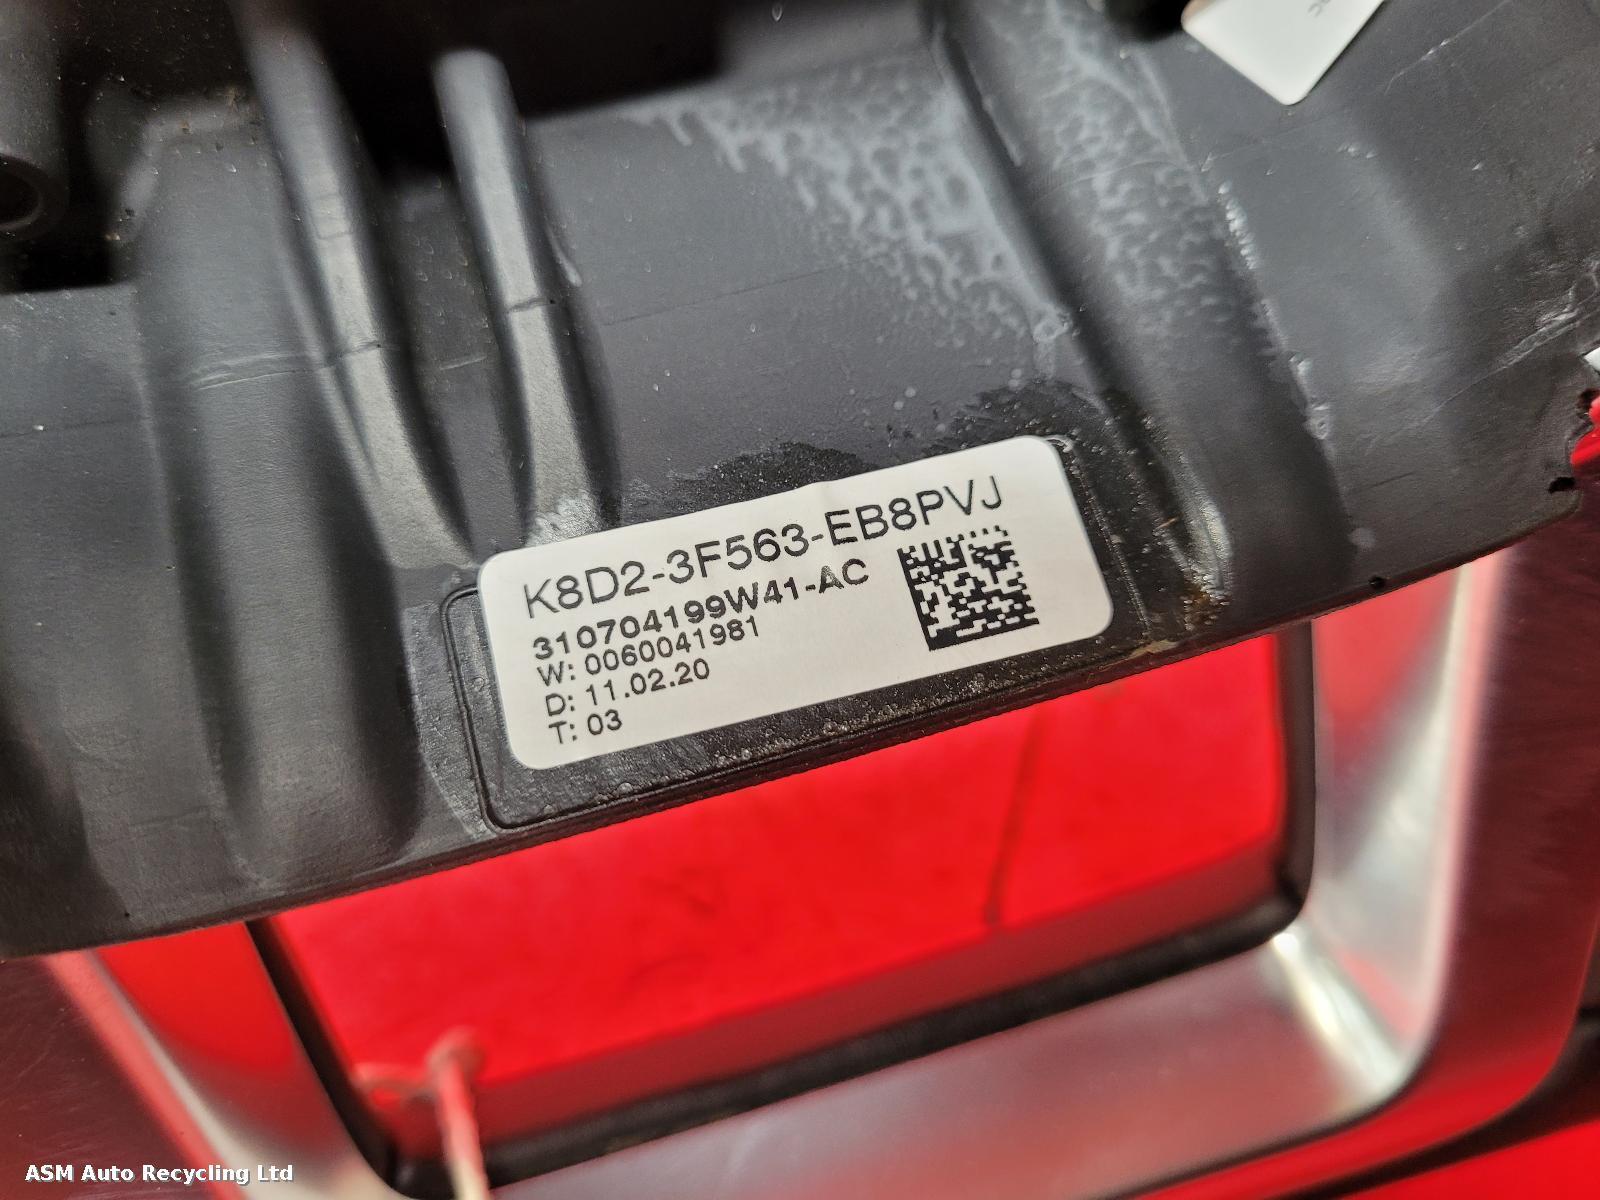 K8D2-3F563-EB8PVJ
310704199W41-AC
W: 0060041981
D: 11.02.20
T: 03
ASM Auto Recycling Ltd